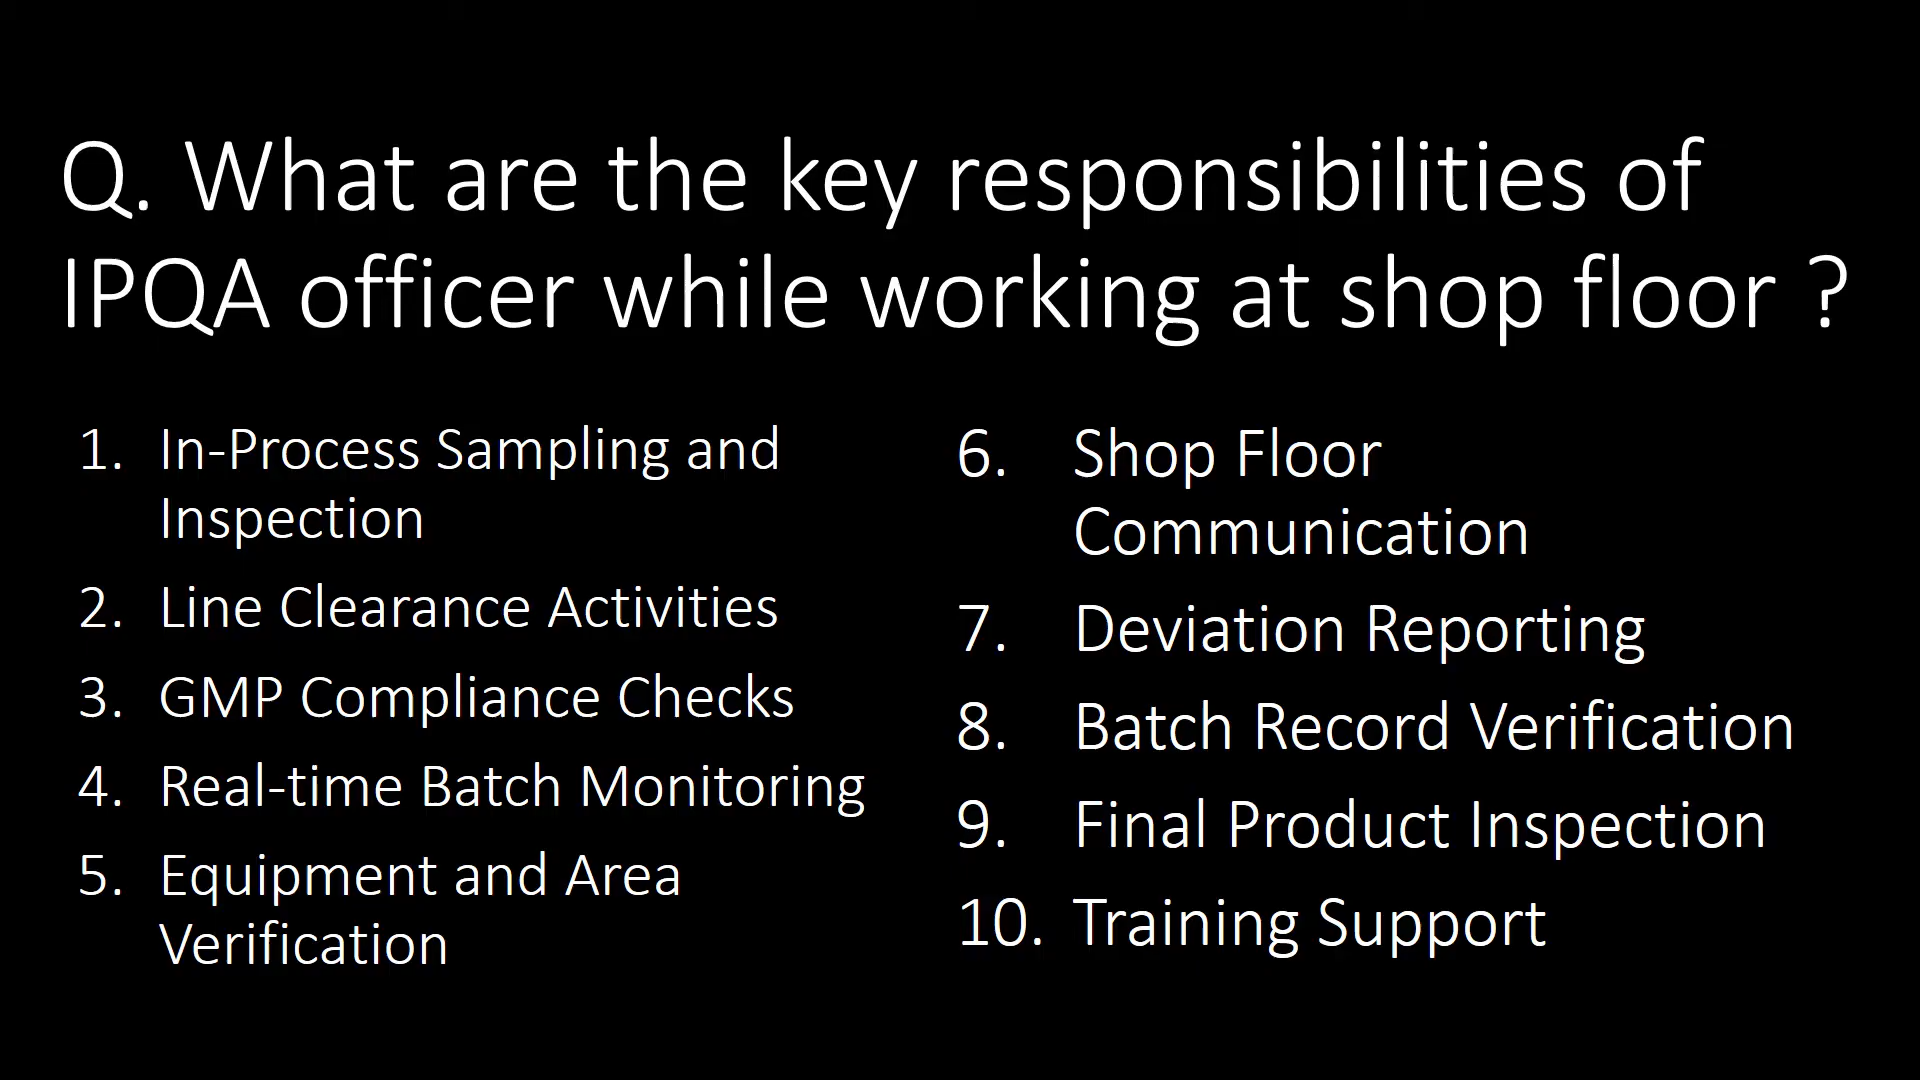 Q. What are the key responsibilities of
IPQA officer while working at shop floor ?
1. In-Process Sampling and
Inspection
2. Line Clearance Activities
3. GMP Compliance Checks
4. Real-time Batch Monitoring
5. Equipment and Area
Verification
6. Shop Floor
Communication
7. Deviation Reporting
8. Batch Record Verification
9. Final Product Inspection
10. Training Support